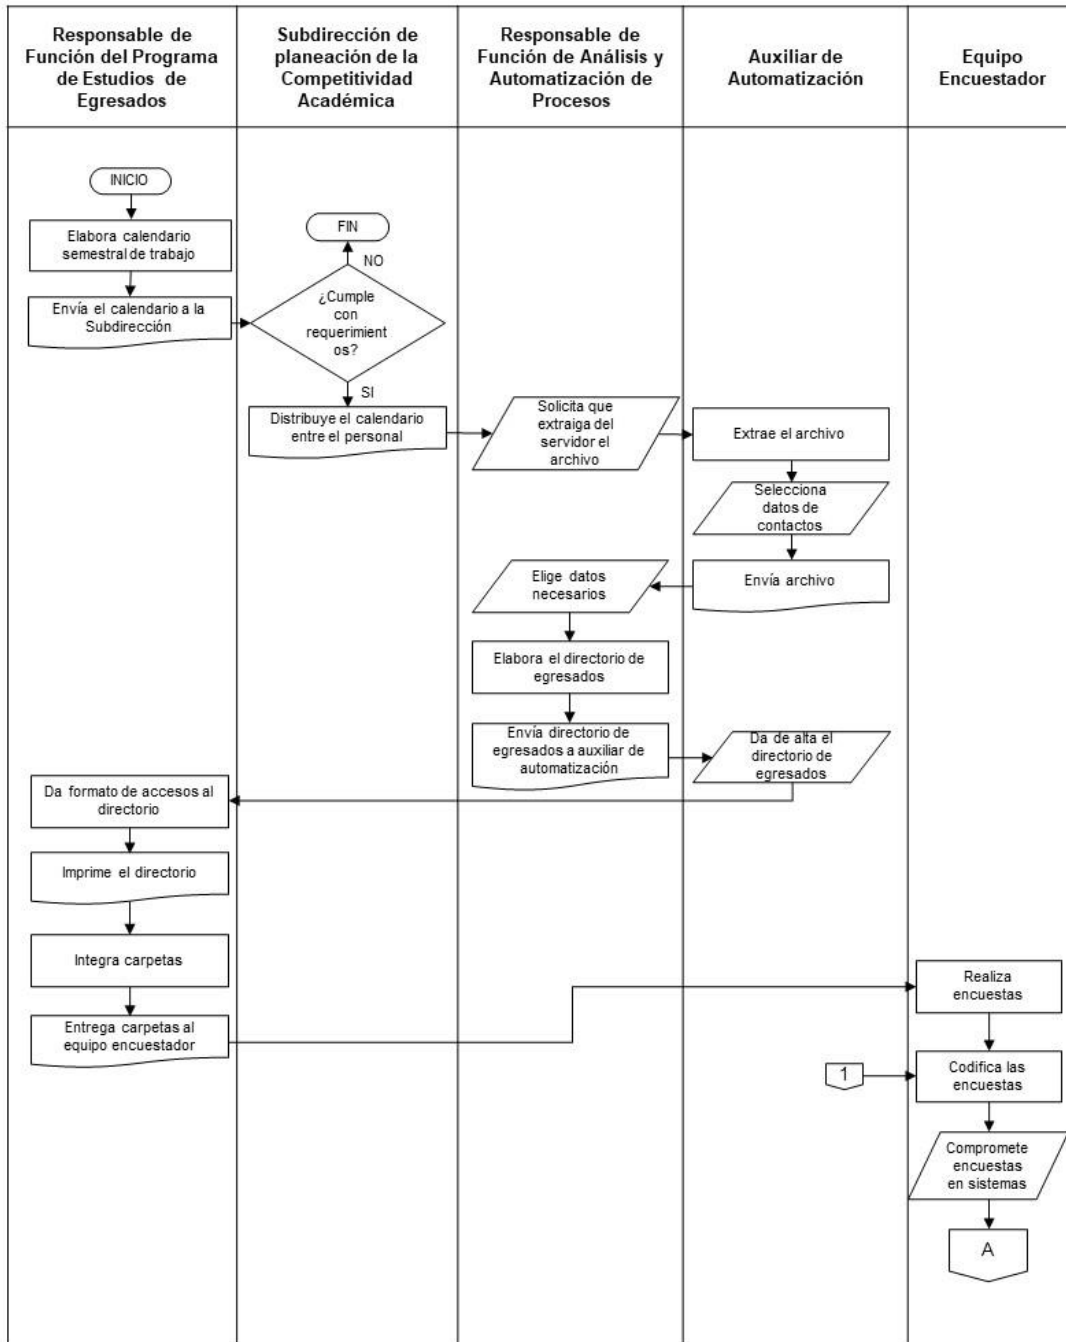 Responsable de
Función del Programa
de Estudios de
Egresados
Subdirección de
planeación de la
Competitividad
Académica
Responsable de
Función de Análisis y
Automatización de
Procesos
Auxiliar de
Automatización
Equipo
Encuestador
INICIO
Elabora calendario
semestral de trabajo
Envía el calendario a la
Subdirección
FIN
NO
¿Cumple
con
requerimient
os?
SI
Distribuye el calendario
entre el personal
Solicita que
extraiga del
servidor el
archivo
Extrae el archivo
Selecciona
datos de
contactos
Envía archivo
Elige datos
necesarios
Elabora el directorio de
egresados
Envía directorio de
egresados a auxiliar de
automatización
Da de alta el
directorio de
egresados
Da formato de accesos al
directorio
Imprime el directorio
Integra carpetas
Entrega carpetas al
equipo encuestador
Realiza
encuestas
1
Codifica las
encuestas
Compromete
encuestas
en sistemas
A